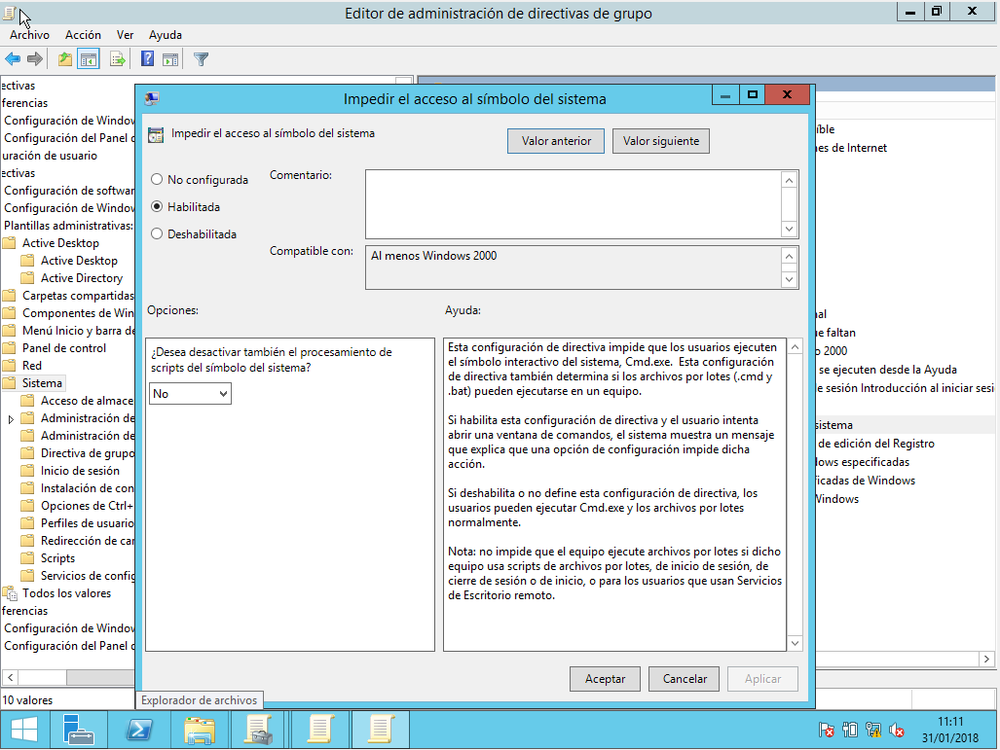 Editor de administración de directivas de grupo
Archivo Acción Ver Ayuda
ectivas
ferencias
Configuración de Window
Configuración del Panel d
uración de usuario
ectivas
Configuración de softwar
Configuración de Window
Plantillas administrativas:
Active Desktop
Active Desktop
Active Directory
Carpetas compartidas
Componentes de Win
Menú Inicio y barra de
Panel de control
Red
Sistema
Acceso de almace
Administración de
Administración de
Directiva de grupo
Inicio de sesión
Instalación de con
Opciones de Ctrl+
Perfiles de usuario
Redirección de car
Scripts
Servicios de config
Todos los valores
ferencias
Configuración de Window
Configuración del Panel d
10 valores
Impedir el acceso al símbolo del sistema
Impedir el acceso al símbolo del sistema
Valor anterior Valor siguiente
No configurada
Habilitada
Deshabilitada
Comentario:
Compatible con:
Al menos Windows 2000
Opciones:
Ayuda:
¿Desea desactivar también el procesamiento de
scripts del símbolo del sistema?
No
Esta configuración de directiva impide que los usuarios ejecuten
el símbolo interactivo del sistema, Cmd.exe. Esta configuración
de directiva también determina si los archivos por lotes (.cmd y
.bat) pueden ejecutarse en un equipo.
Si habilita esta configuración de directiva y el usuario intenta
abrir una ventana de comandos, el sistema muestra un mensaje
que explica que una opción de configuración impide dicha
acción.
Si deshabilita o no define esta configuración de directiva, los
usuarios pueden ejecutar Cmd.exe y los archivos por lotes
normalmente.
Nota: no impide que el equipo ejecute archivos por lotes si dicho
equipo usa scripts de archivos por lotes, de inicio de sesión, de
cierre de sesión o de inicio, o para los usuarios que usan Servicios
de Escritorio remoto.
Aceptar Cancelar Aplicar
ible
es de Internet
al
ue faltan
o 2000
se ejecuten desde la Ayuda
e sesión Introducción al iniciar sesi
sistema
de edición del Registro
ows especificadas
ficadas de Windows
Windows
Explorador de archivos
11:11
31/01/2018